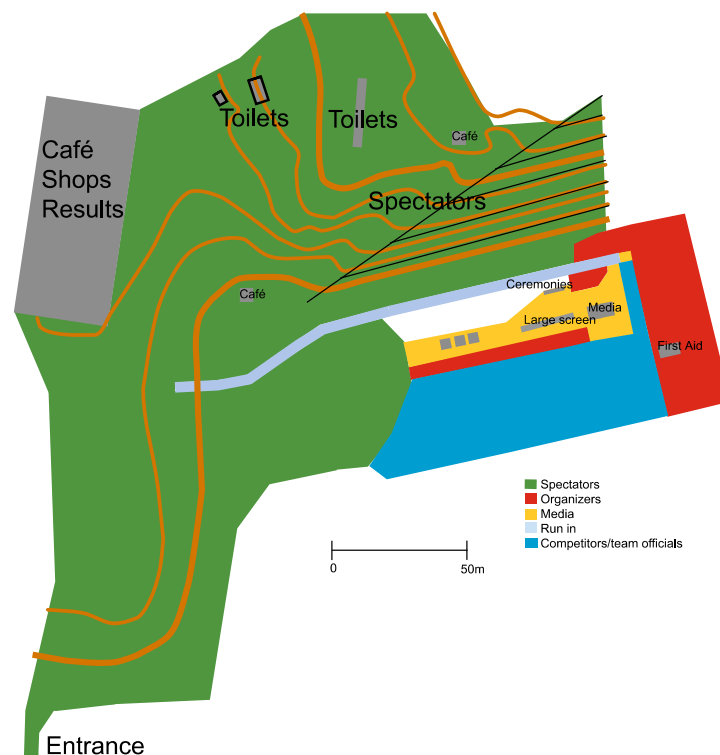 Toilets
Toilets
Café
Café
Shops
Results
Spectators
Café
Ceremonies
Media
Large screen
First Aid
Spectators
Organizers
Media
Run in
Competitors/team officials
0
50m
Entrance